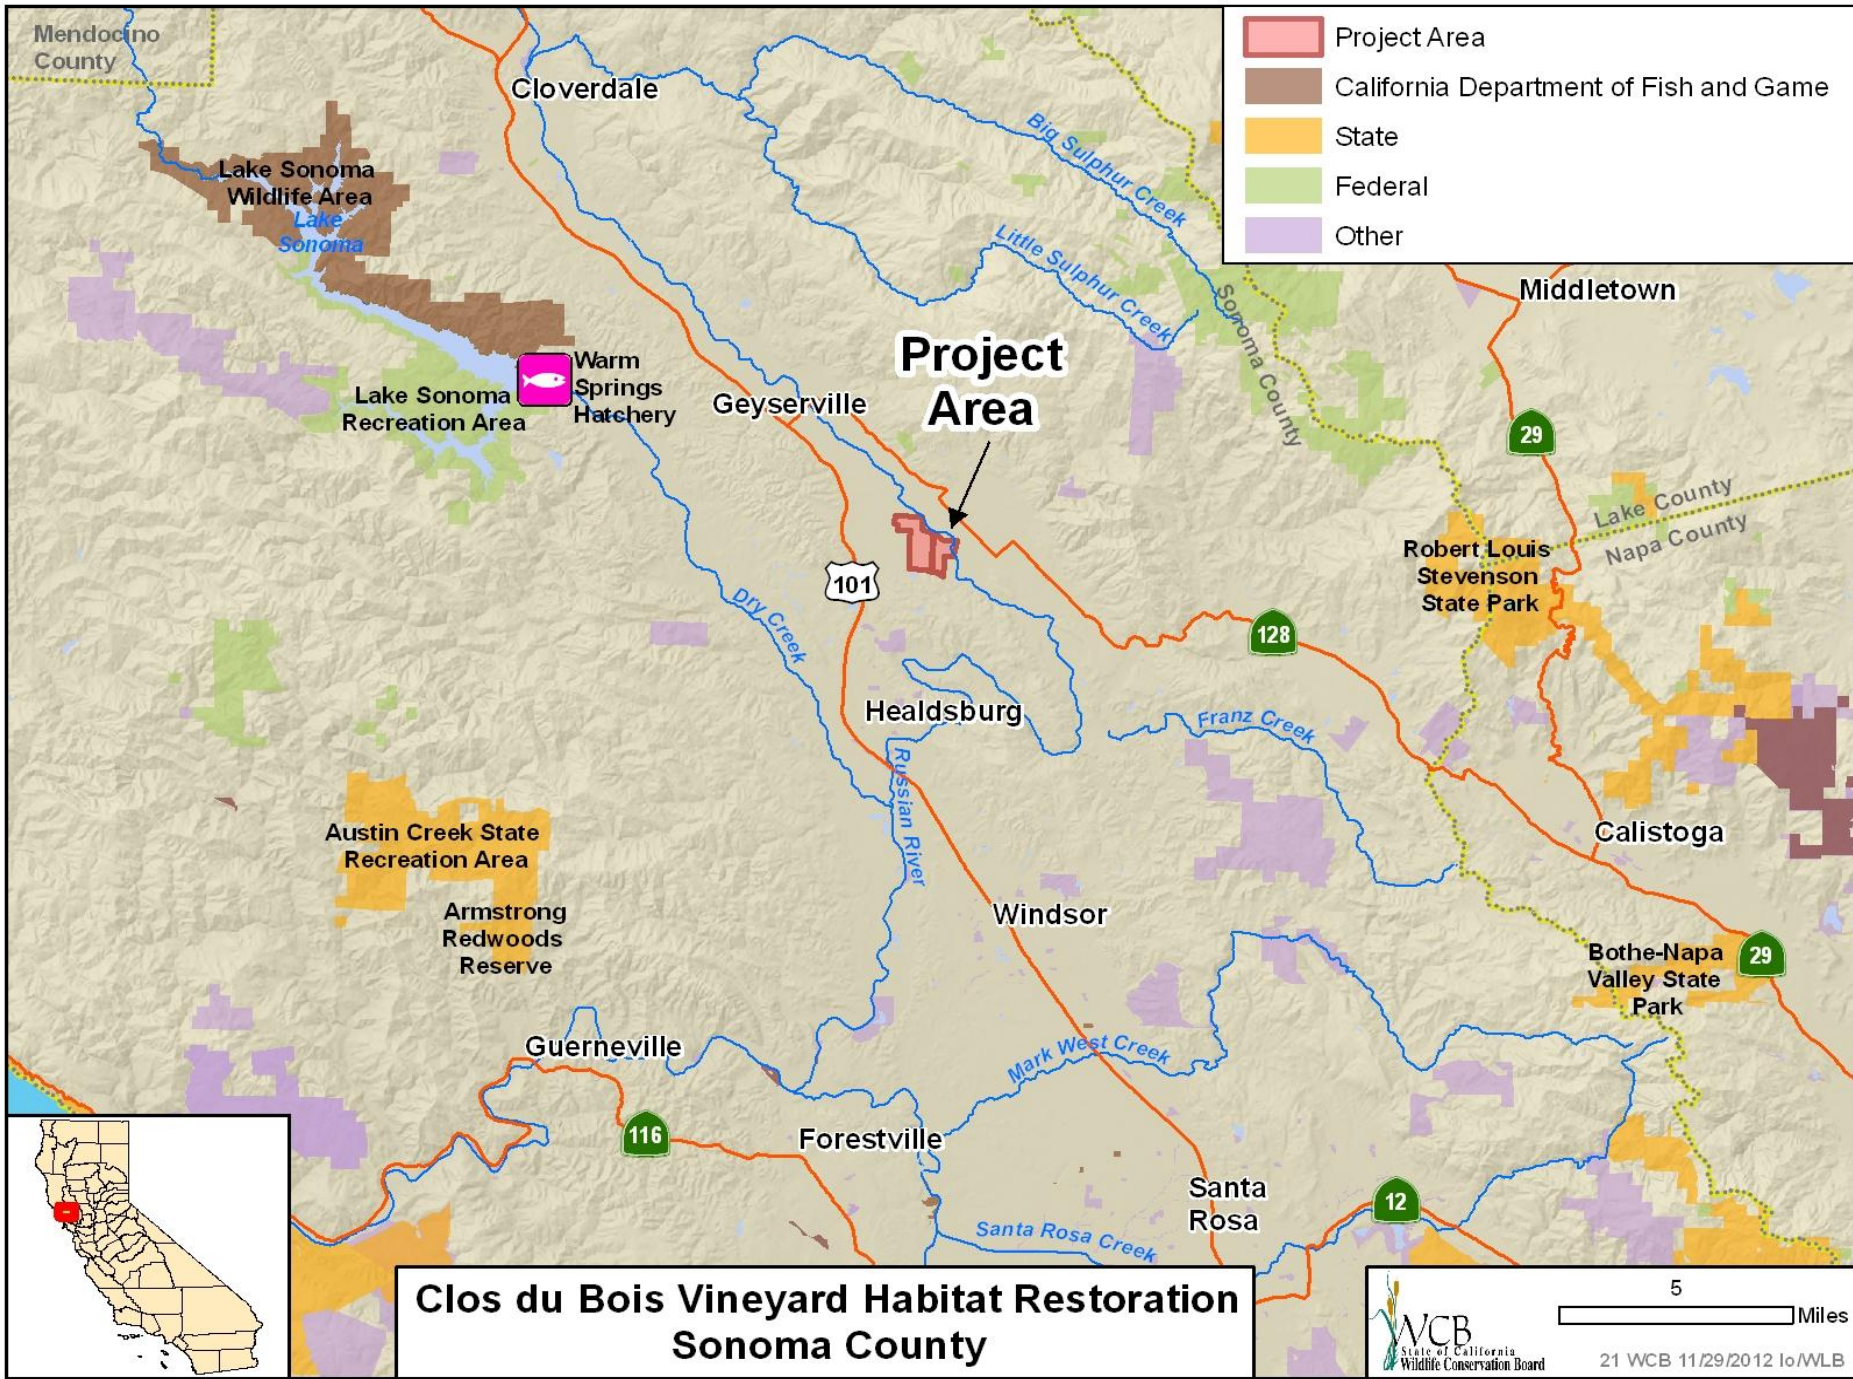 Mendocino
County
Cloverdale
Project Area
California Department of Fish and Game
State
Federal
Other
Big Sulphur Creek
Lake Sonoma
Wildlife Area
Lake
Sonoma
Little Sulphur Creek
Sonoma County
Middletown
Project
Area
Warm
Springs
Hatchery
Lake Sonoma
Recreation Area
Geyserville
29
Lake County
Napa County
Robert Louis
Stevenson
State Park
101
Dry Creek
128
Healdsburg
Franz Creek
Russian River
Austin Creek State
Recreation Area
Calistoga
Armstrong
Redwoods
Reserve
Windsor
Bothe-Napa
Valley State
Park
29
Guerneville
Mark West Creek
116
Forestville
Santa
Rosa
12
Santa Rosa Creek
Clos du Bois Vineyard Habitat Restoration
Sonoma County
WCB
State of California
Wildlife Conservation Board
5
Miles
21 WCB 11/29/2012 lo/WLB